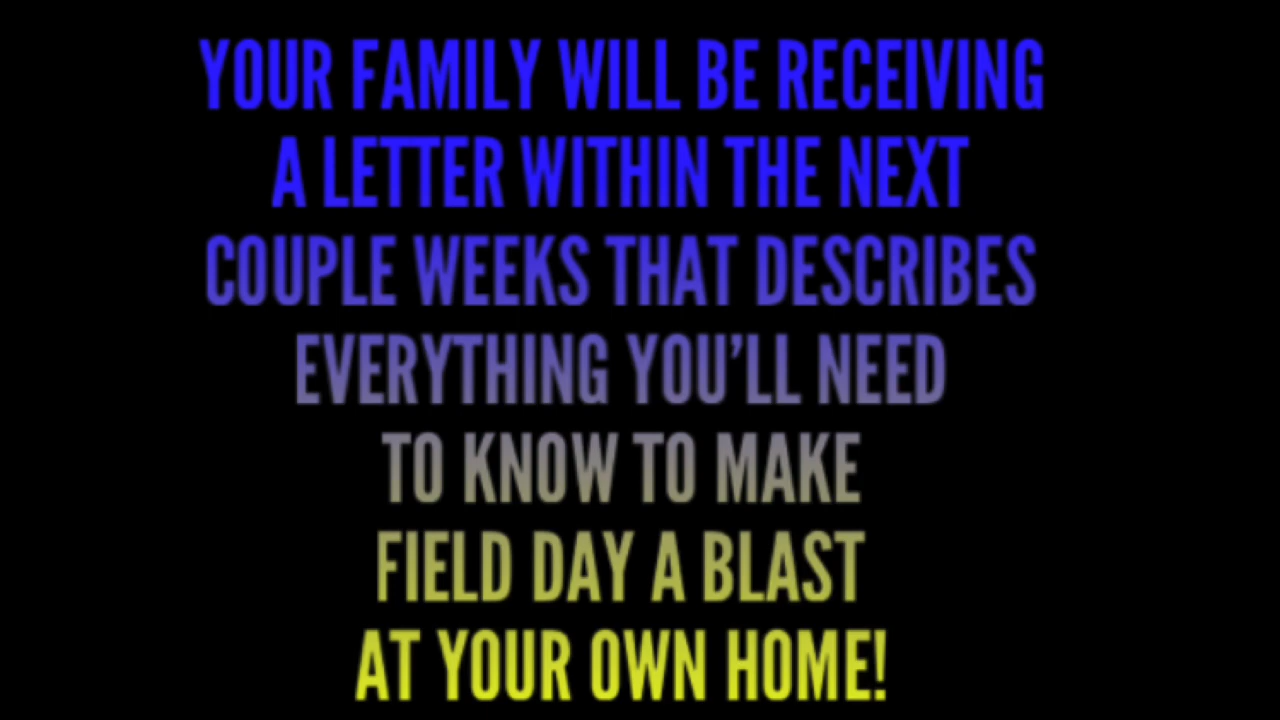 YOUR FAMILY WILL BE RECEIVING
A LETTER WITHIN THE NEXT
COUPLE WEEKS THAT DESCRIBES
EVERYTHING YOU’LL NEED
TO KNOW TO MAKE
FIELD DAY A BLAST
AT YOUR OWN HOME!